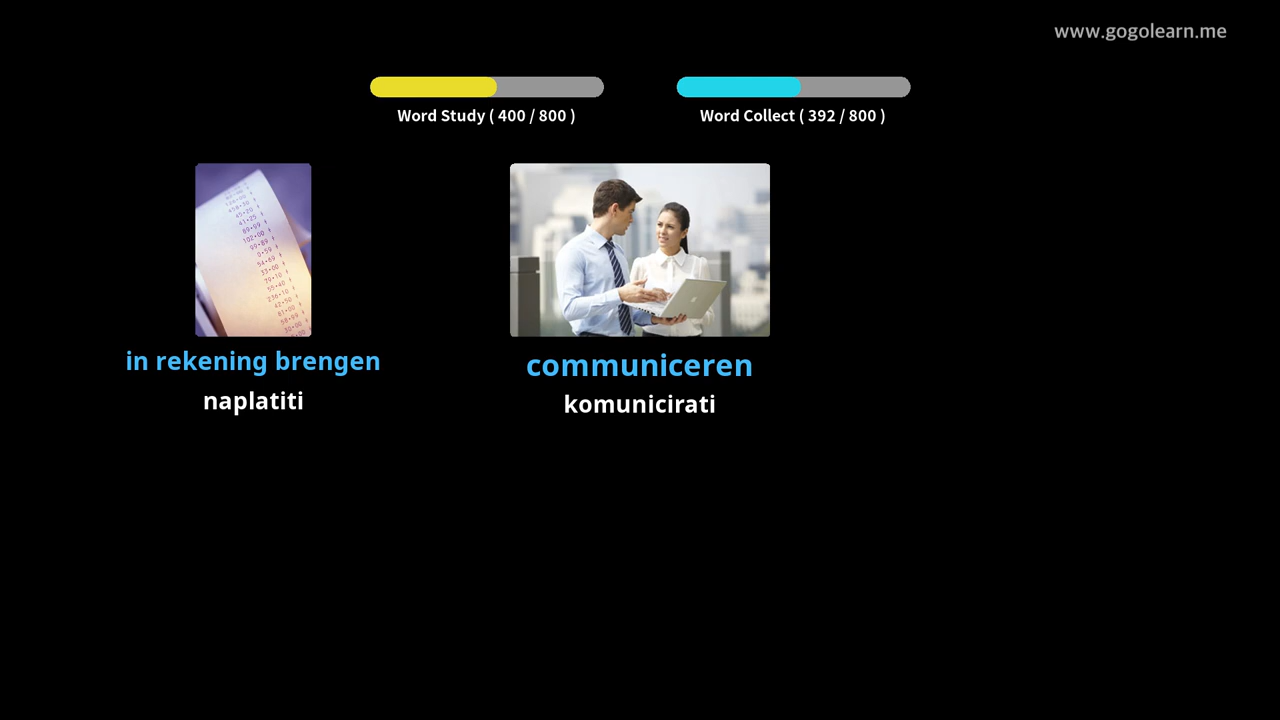 www.gogolearn.me
Word Study ( 400 / 800 )
Word Collect ( 392 / 800 )
in rekening brengen
naplatiti
communiceren
komunicirati